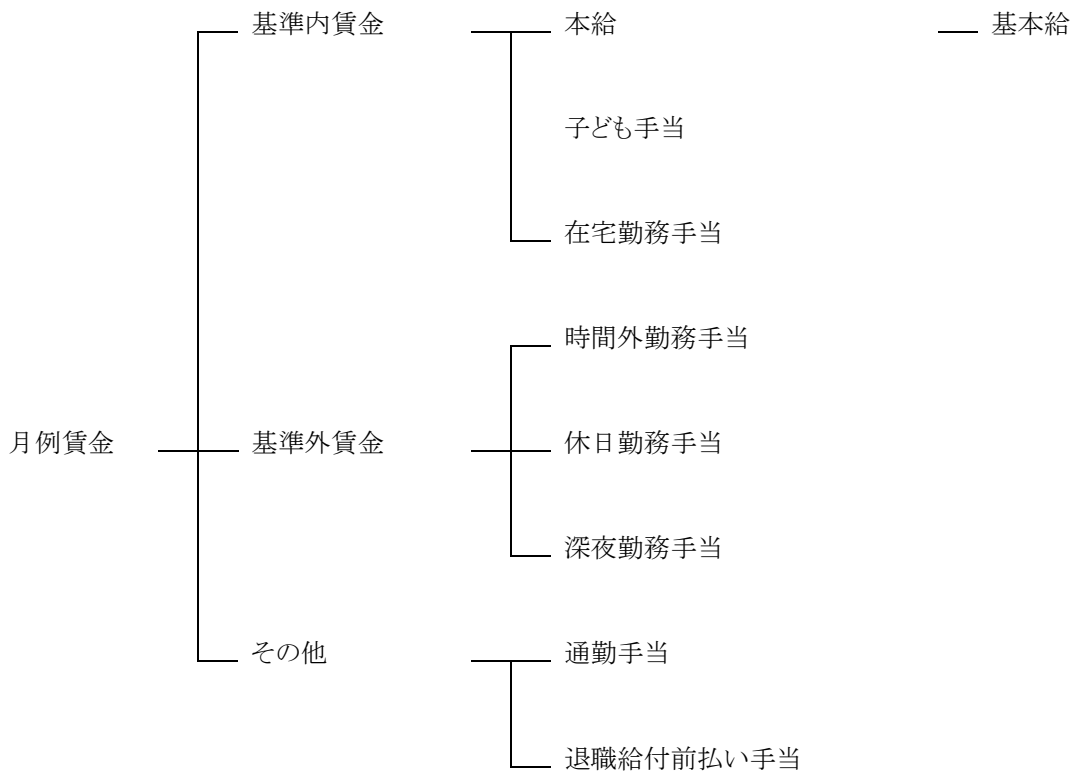 基準内賃金 本給 基本給
子ども手当
在宅勤務手当
時間外勤務手当
月例賃金 基準外賃金 休日勤務手当
深夜勤務手当
その他 通勤手当
退職給付前払い手当